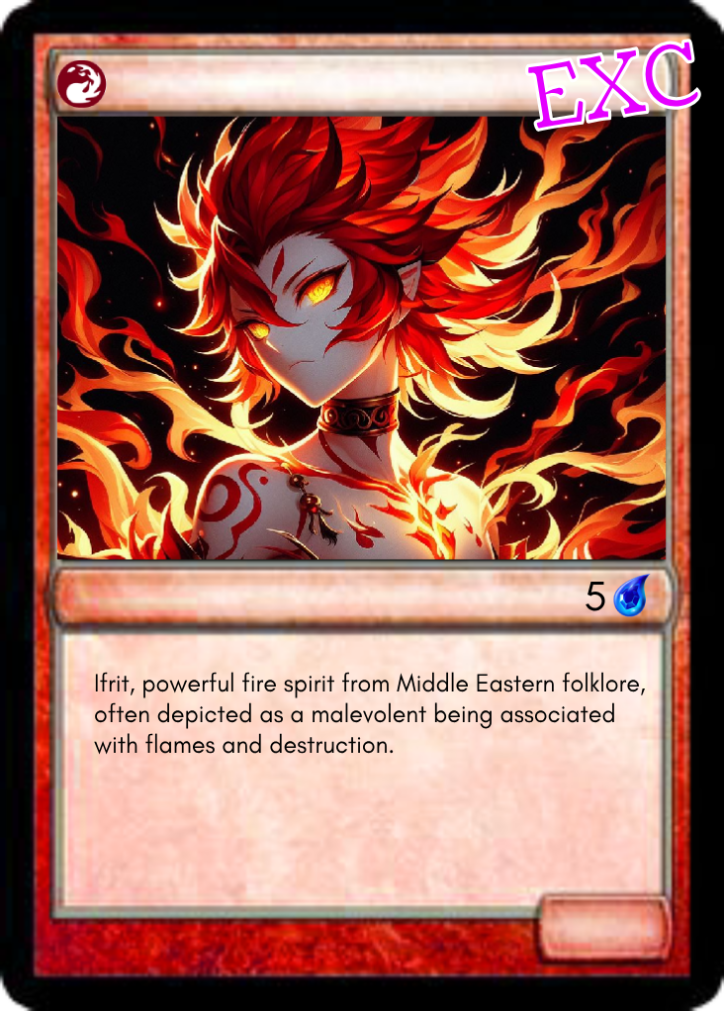 EXC
5
Ifrit, powerful fire spirit from Middle Eastern folklore,
often depicted as a malevolent being associated
with flames and destruction.